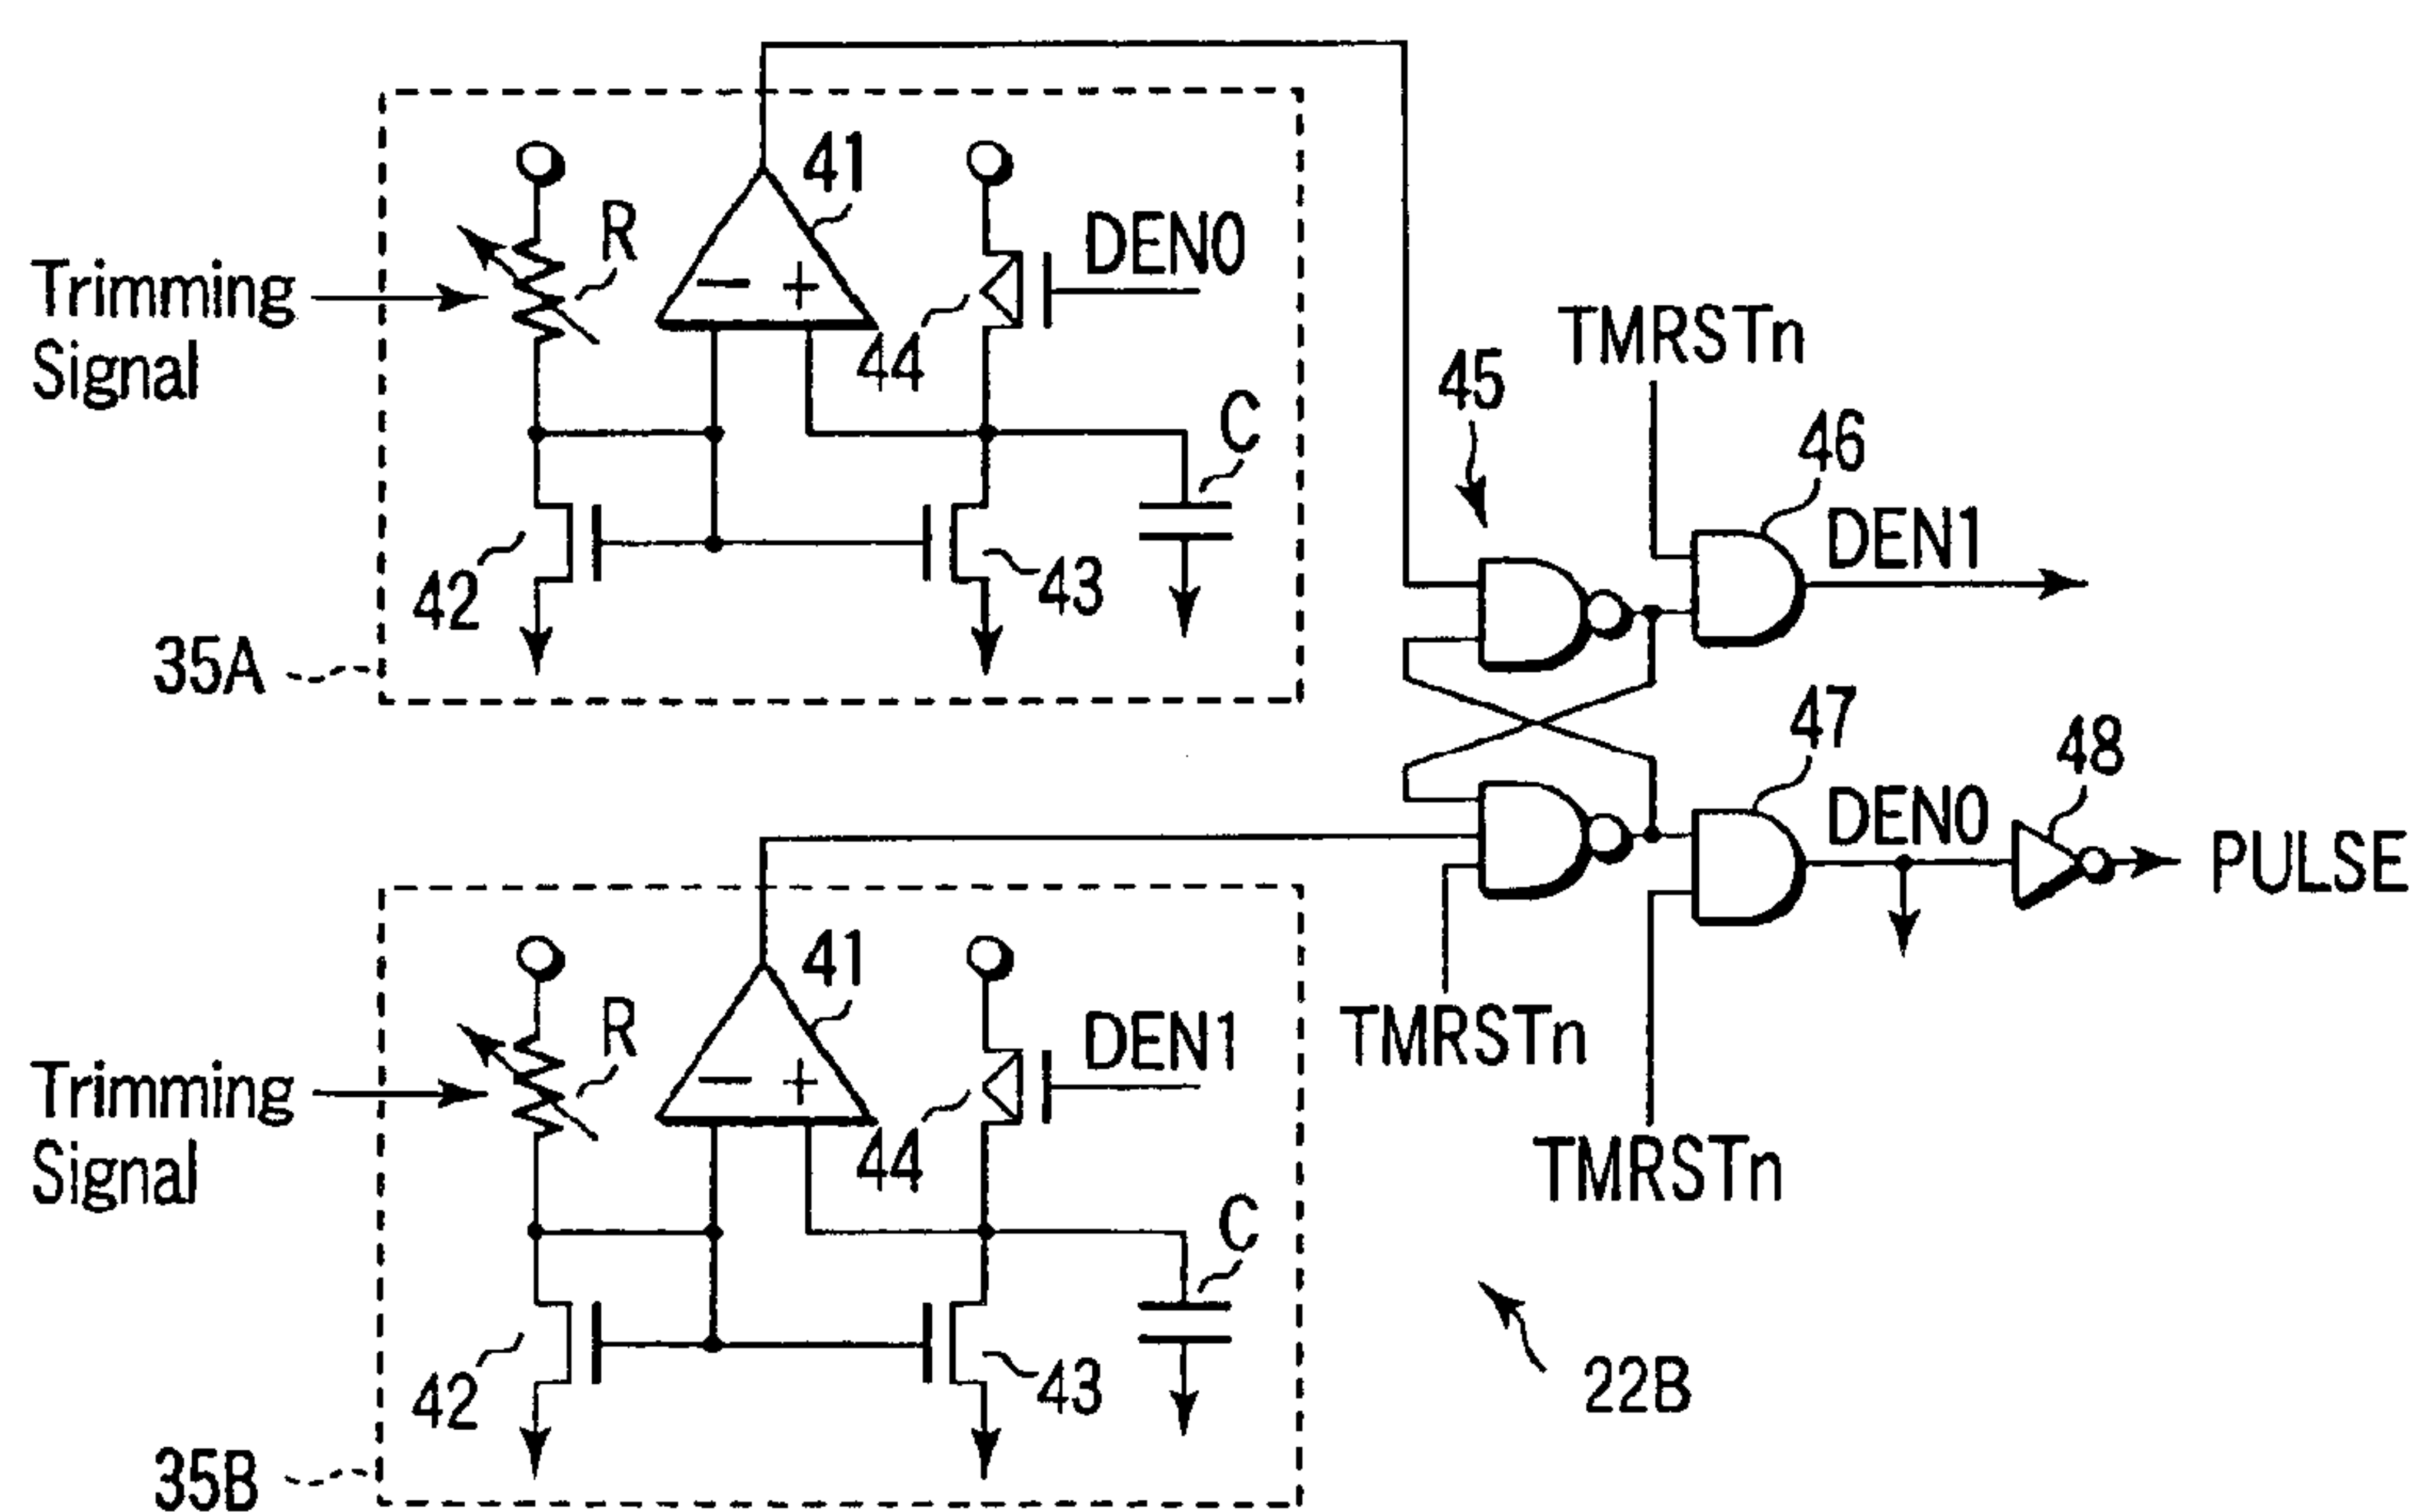 41
R
DEN0
Trimming
Signal
44
C
42
43
35A
TMRSTn
45
46
DEN1
47
48
DEN0
PULSE
TMRSTn
TMRSTn
41
R
DEN1
Trimming
Signal
44
C
42
43
35B
22B